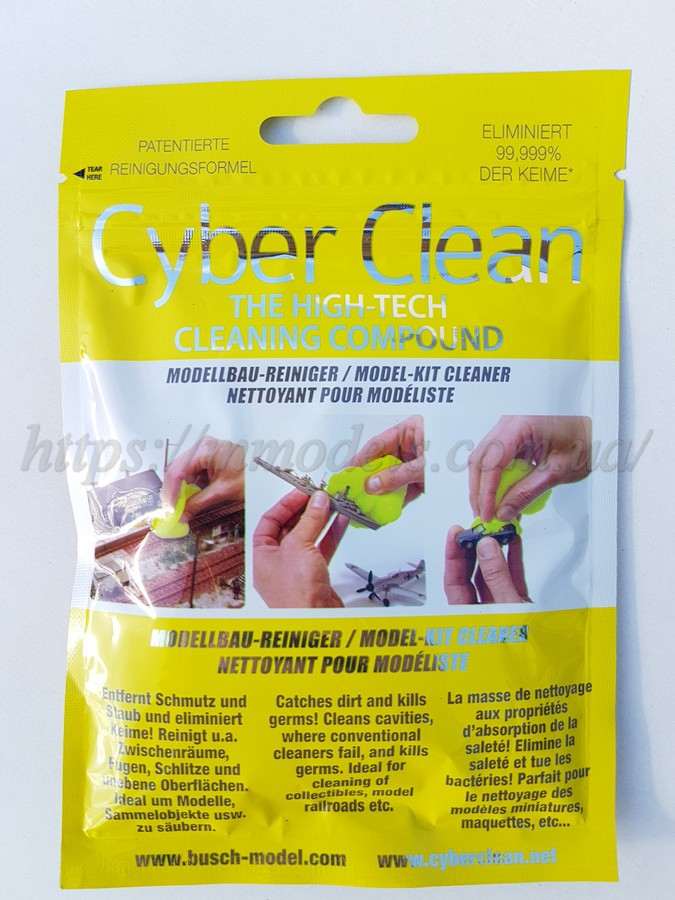 PATENTIERTE
REINIGUNGSFORMEL
ELIMINIERT
99,999%
DER KEIME*
TEAR
HERE
Cyber Clean
THE HIGH-TECH
CLEANING COMPOUND
MODELLBAU-REINIGER / MODEL-KIT CLEANER
NETTOYANT POUR MODÉLISTE
https://mmodels.com.ua/
MODELLBAU-REINIGER / MODEL-KIT CLEANER
NETTOYANT POUR MODÉLISTE
Entfernt Schmutz und
Staub und eliminiert
Keime! Reinigt u.a.
Zwischenräume,
Fugen, Schlitze und
unebene Oberflächen.
Ideal um Modelle,
Sammelobjekte usw.
zu säubern.
Catches dirt and kills
germs! Cleans cavities,
where conventional
cleaners fail, and kills
germs. Ideal for
cleaning of
collectibles, model
railroads etc.
La masse de nettoyage
aux propriétés
d'absorption de la
saleté! Elimine la
saleté et tue les
bactéries! Parfait pour
le nettoyage des
modèles miniatures,
maquettes, etc...
www.busch-model.com
www.cyberclean.net